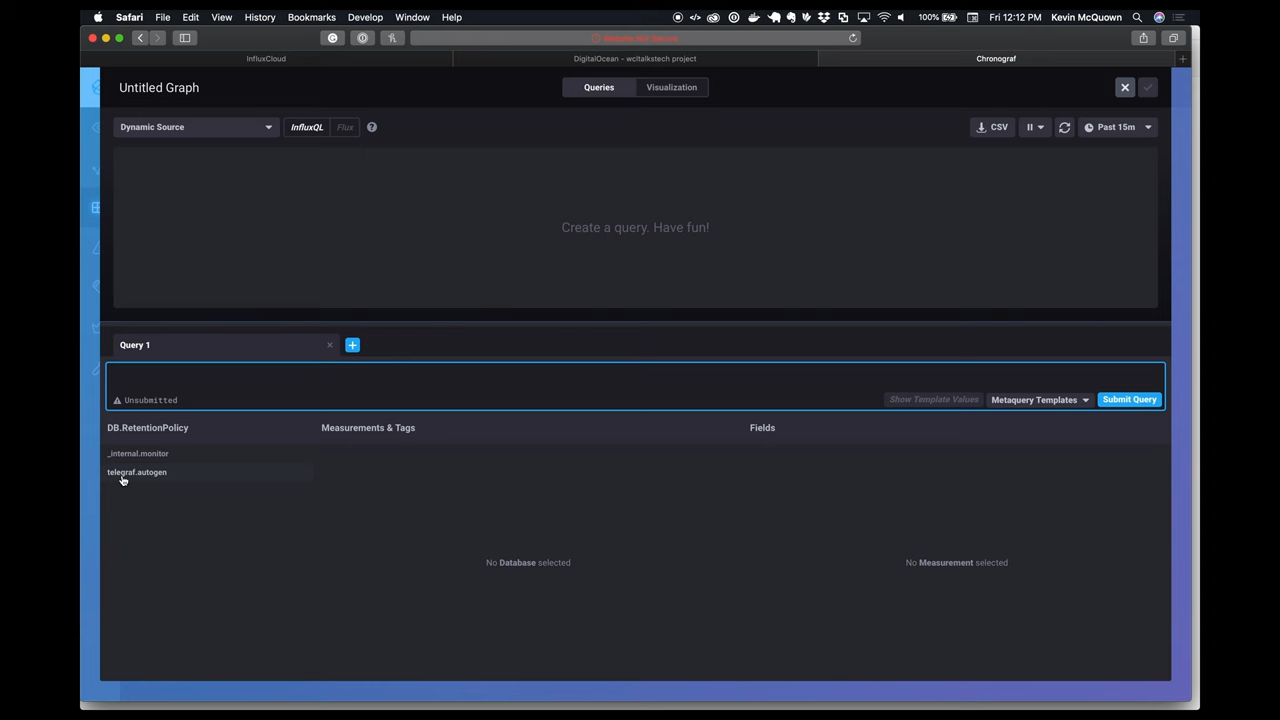 Safari File Edit View History Bookmarks Develop Window Help 100% Fri 12:12 PM Kevin McQuown
InfluxCloud DigitalOcean - wcltalkstech project Chronograf
Untitled Graph Queries Visualization
Dynamic Source InfluxQL Flux ? CSV Past 15m
Create a query. Have fun!
Query 1
Unsubmitted Show Template Values Metaquery Templates Submit Query
DB.RetentionPolicy Measurements & Tags Fields
_internal.monitor
telegraf.autogen
No Database selected No Measurement selected